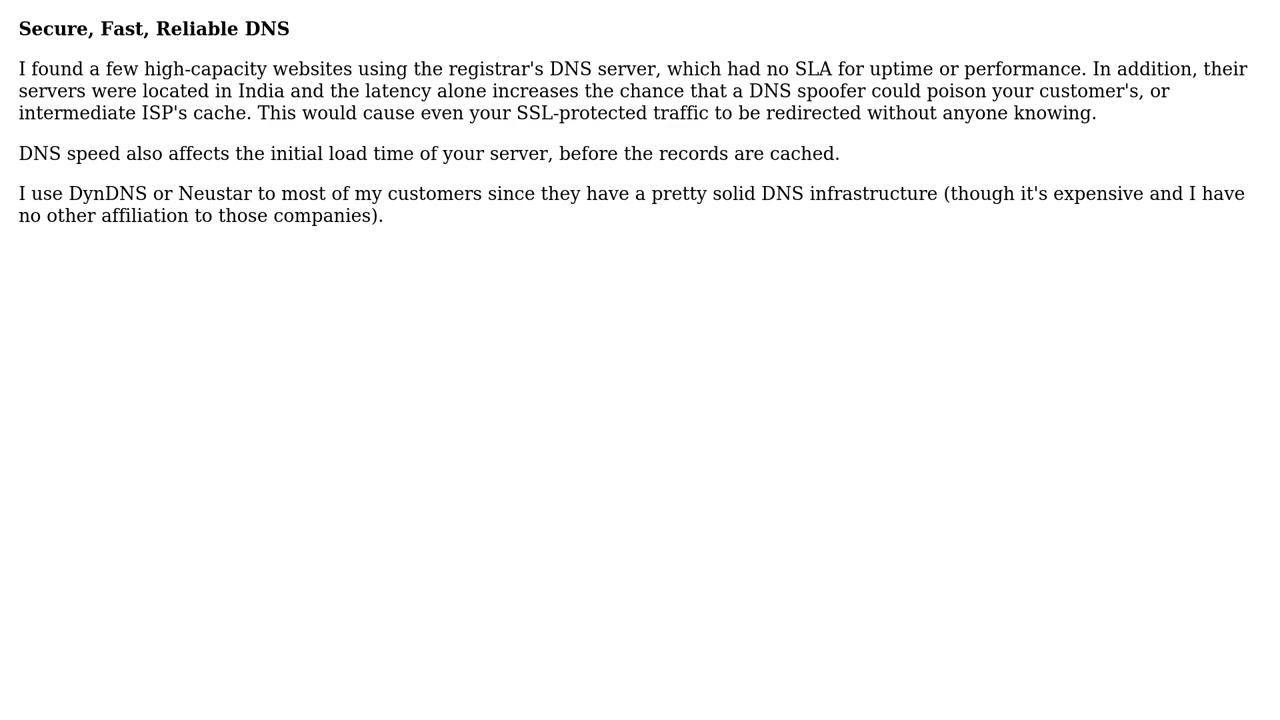 Secure, Fast, Reliable DNS
I found a few high-capacity websites using the registrar's DNS server, which had no SLA for uptime or performance. In addition, their
servers were located in India and the latency alone increases the chance that a DNS spoofer could poison your customer's, or
intermediate ISP's cache. This would cause even your SSL-protected traffic to be redirected without anyone knowing.
DNS speed also affects the initial load time of your server, before the records are cached.
I use DynDNS or Neustar to most of my customers since they have a pretty solid DNS infrastructure (though it's expensive and I have
no other affiliation to those companies).